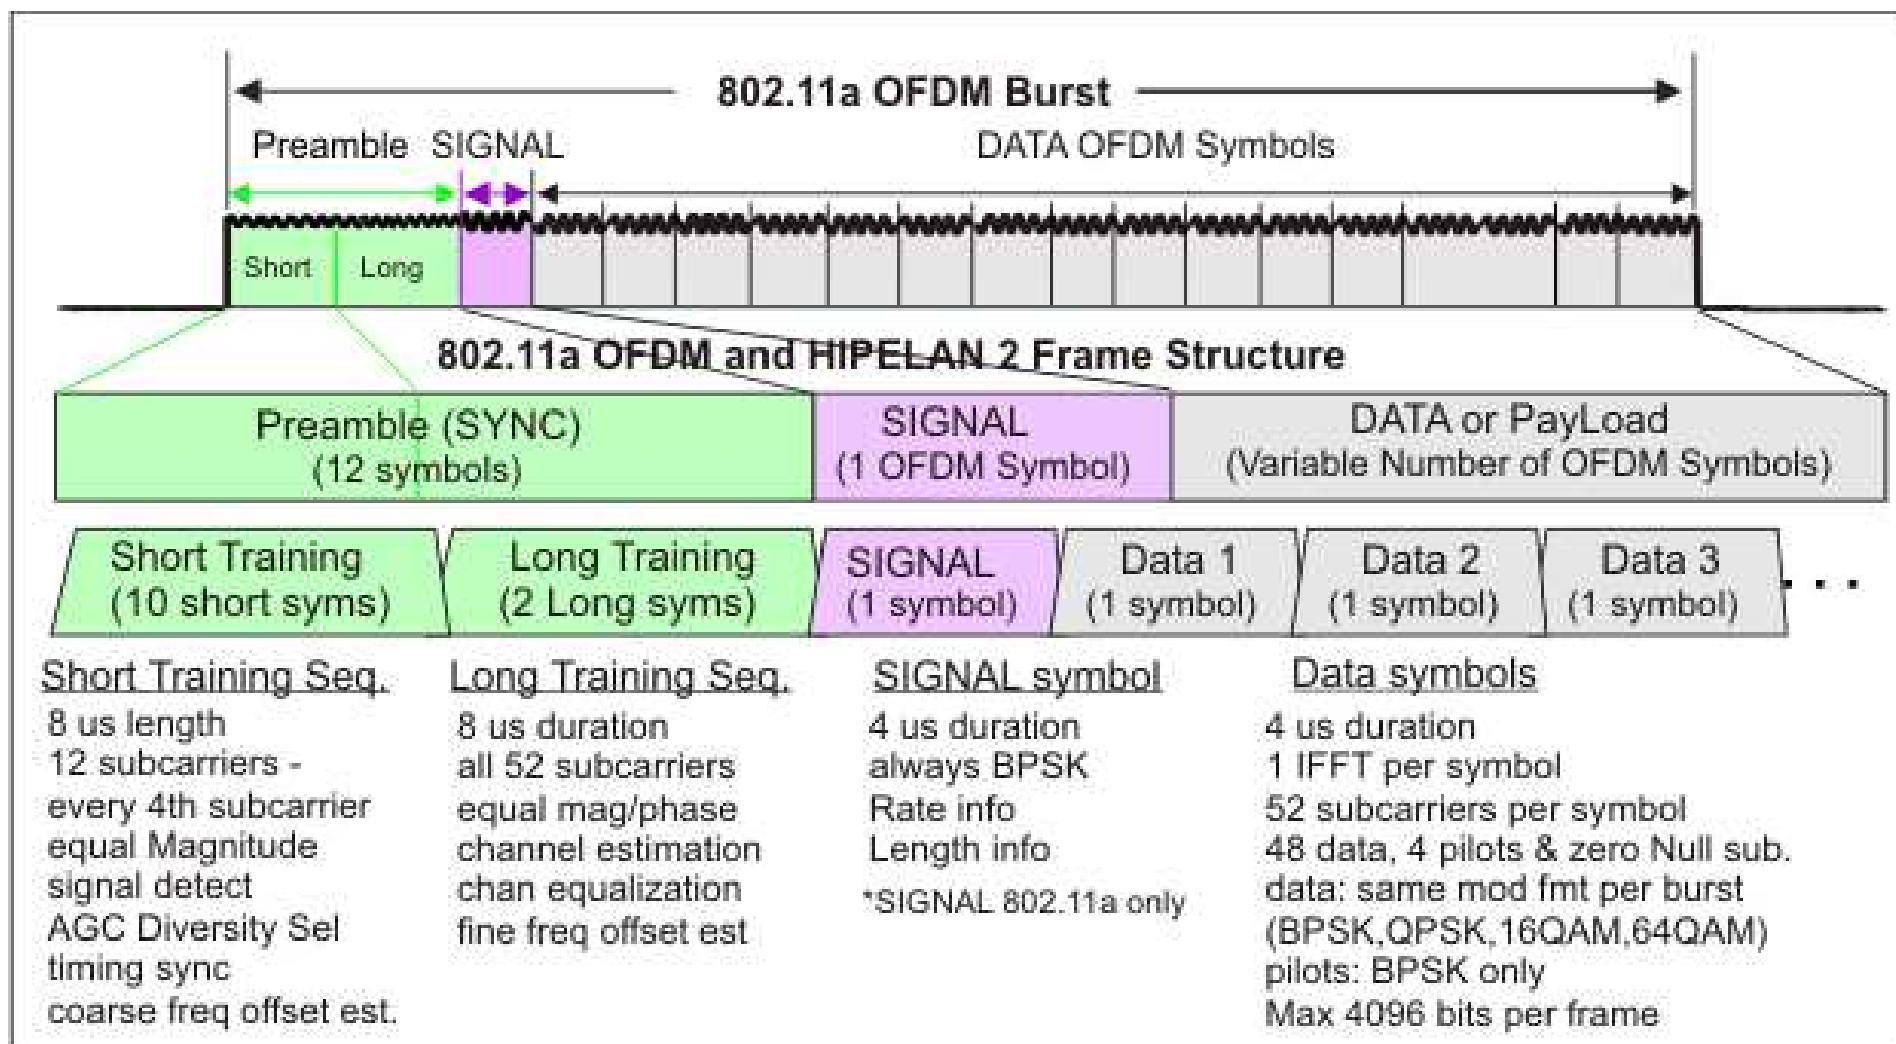 802.11a OFDM Burst
Preamble SIGNAL
DATA OFDM Symbols
Short
Long
802.11a OFDM and HIPELAN 2 Frame Structure
Preamble (SYNC)
(12 symbols)
SIGNAL
(1 OFDM Symbol)
DATA or PayLoad
(Variable Number of OFDM Symbols)
Short Training
(10 short syms)
Long Training
(2 Long syms)
SIGNAL
(1 symbol)
Data 1
(1 symbol)
Data 2
(1 symbol)
Data 3
(1 symbol)
. . .
Short Training Seq.
8 us length
12 subcarriers -
every 4th subcarrier
equal Magnitude
signal detect
AGC Diversity Sel
timing sync
coarse freq offset est.
Long Training Seq.
8 us duration
all 52 subcarriers
equal mag/phase
channel estimation
chan equalization
fine freq offset est
SIGNAL symbol
4 us duration
always BPSK
Rate info
Length info
*SIGNAL 802.11a only
Data symbols
4 us duration
1 IFFT per symbol
52 subcarriers per symbol
48 data, 4 pilots & zero Null sub.
data: same mod fmt per burst
(BPSK,QPSK,16QAM,64QAM)
pilots: BPSK only
Max 4096 bits per frame